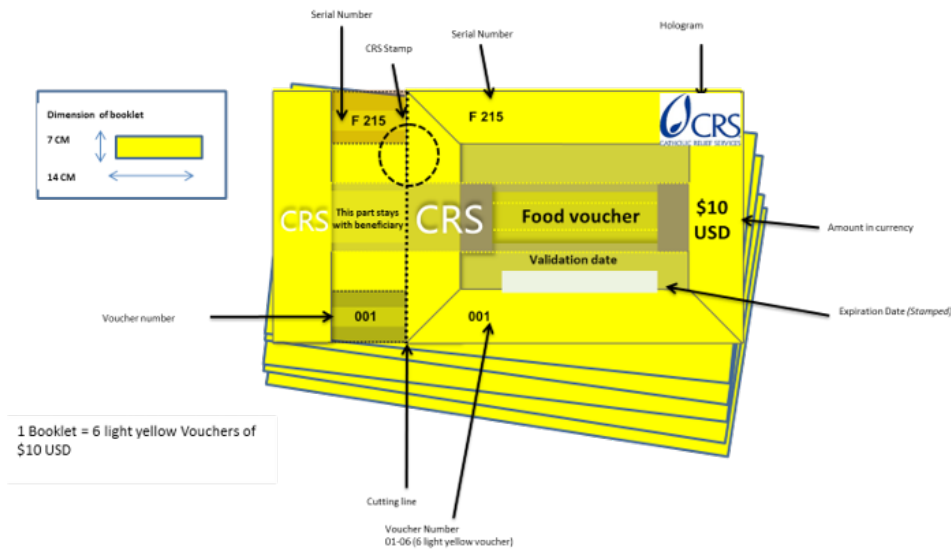 Serial Number
CRS Stamp
Serial Number
Hologram
Dimension of booklet
7 CM
14 CM
F 215
F 215
CRS
CATHOLIC RELIEF SERVICES
CRS
This part stays
with beneficiary
CRS
Food voucher
$10
USD
Amount in currency
Validation date
Expiration Date (Stamped)
Voucher number
001
001
1 Booklet = 6 light yellow Vouchers of
$10 USD
Cutting line
Voucher Number
01-06 (6 light yellow voucher)